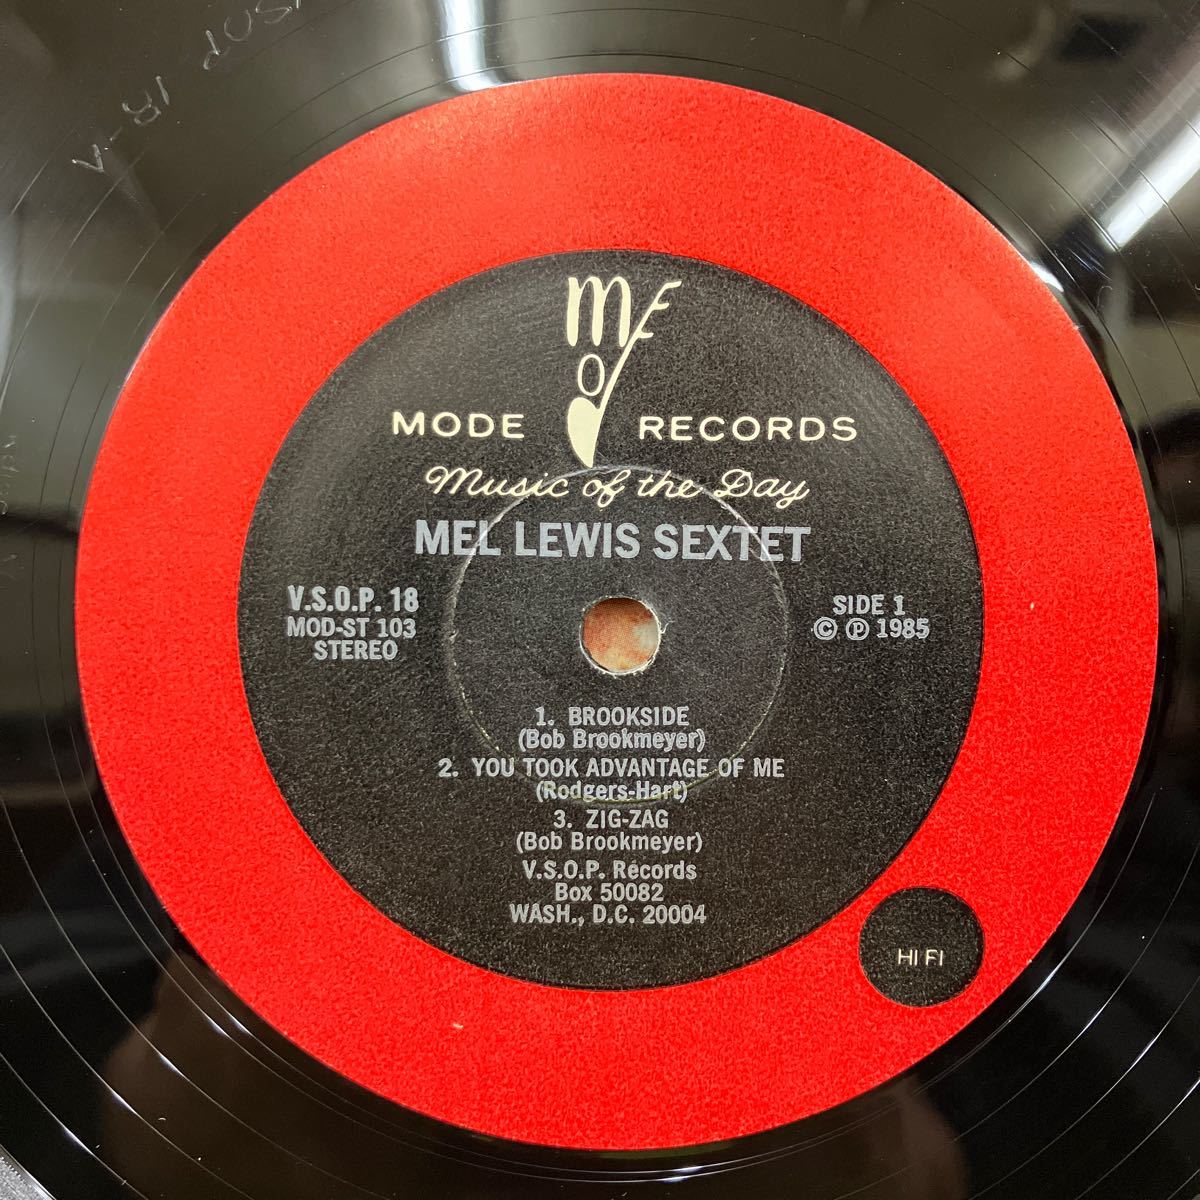 MODE
MODE RECORDS
Music of the Day
MEL LEWIS SEXTET
V.S.O.P. 18
MOD-ST 103
STEREO
SIDE 1
© ℗ 1985
1. BROOKSIDE
(Bob Brookmeyer)
2. YOU TOOK ADVANTAGE OF ME
(Rodgers-Hart)
3. ZIG-ZAG
(Bob Brookmeyer)
V.S.O.P. Records
Box 50082
WASH., D.C. 20004
HI FI